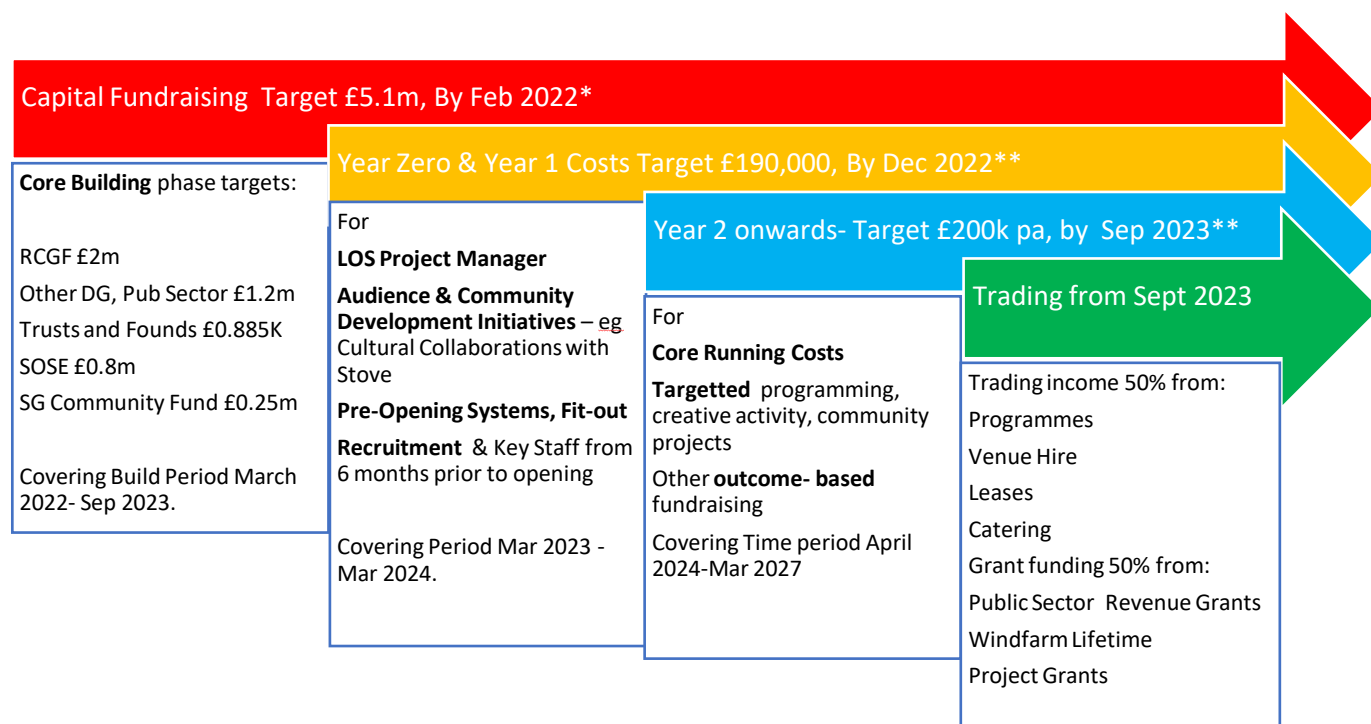 Capital Fundraising  Target £5.1m, By Feb 2022*
Core Building phase targets:
RCGF £2m
Other DG, Pub Sector £1.2m
Trusts and Founds £0.885K
SOSE £0.8m
SG Community Fund £0.25m
Covering Build Period March
2022- Sep 2023.
Year Zero & Year 1 Costs Target £190,000, By Dec 2022**
For
LOS Project Manager
Audience & Community
Development Initiatives – eg
Cultural Collaborations with
Stove
Pre-Opening Systems, Fit-out
Recruitment  & Key Staff from
6 months prior to opening
Covering Period Mar 2023 -
Mar 2024.
Year 2 onwards- Target £200k pa, by  Sep 2023**
For
Core Running Costs
Targetted  programming,
creative activity, community
projects
Other outcome- based
fundraising
Covering Time period April
2024-Mar 2027
Trading from Sept 2023
Trading income 50% from:
Programmes
Venue Hire
Leases
Catering
Grant funding 50% from:
Public Sector  Revenue Grants
Windfarm Lifetime
Project Grants